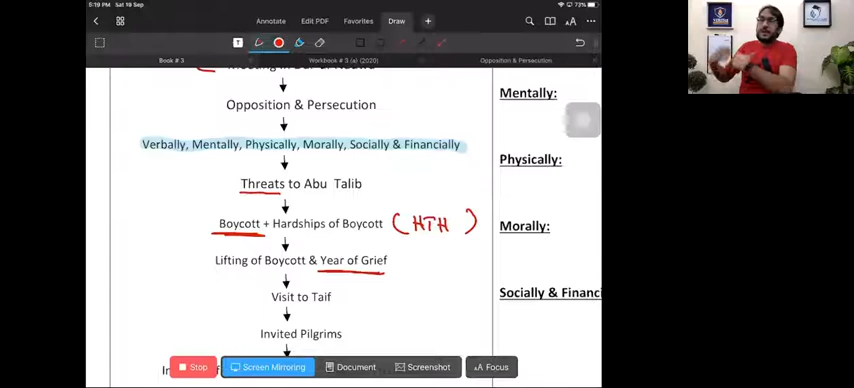 5:19 PM Sat 19 Sep
73%
Annotate Edit PDF Favorites Draw
Book # 3 Workbook # 3 (a) (2020) Opposition & Persecution
Opposition & Persecution
Verbally, Mentally, Physically, Morally, Socially & Financially
Threats to Abu Talib
Boycott + Hardships of Boycott (HTH)
Lifting of Boycott & Year of Grief
Visit to Taif
Invited Pilgrims
Mentally:
Physically:
Morally:
Socially & Financi
Stop Screen Mirroring Document Screenshot AA Focus